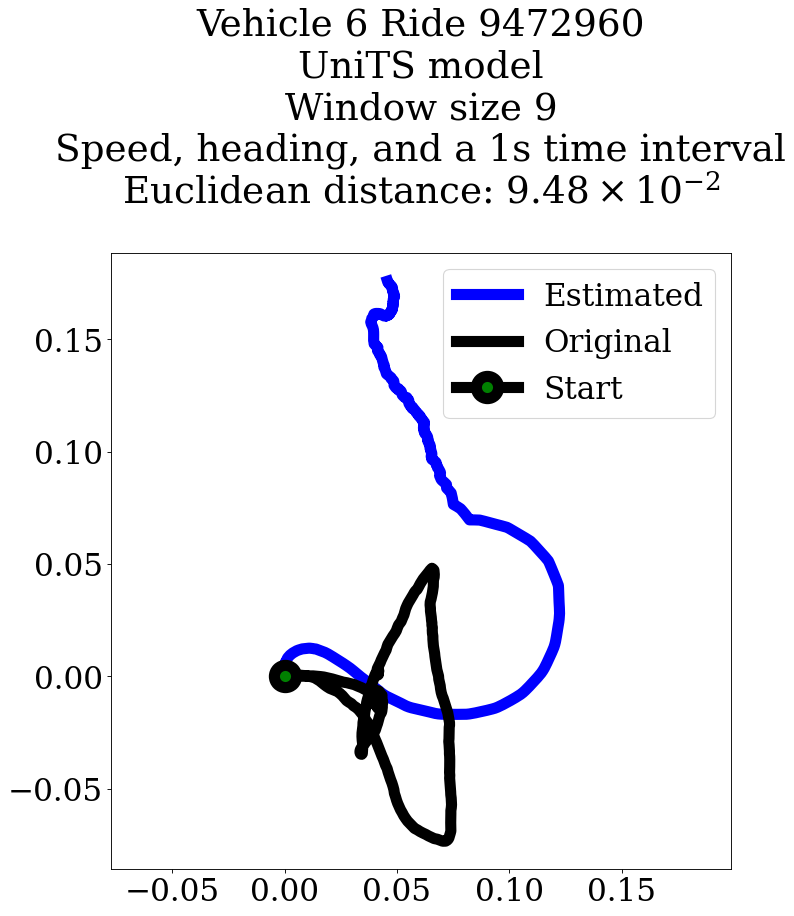 Vehicle 6 Ride 9472960
UniTS model
Window size 9
Speed, heading, and a 1s time interval
Euclidean distance: 9.48 × 10⁻²
Estimated
Original
Start
0.15
0.10
0.05
0.00
−0.05
−0.05 0.00 0.05 0.10 0.15